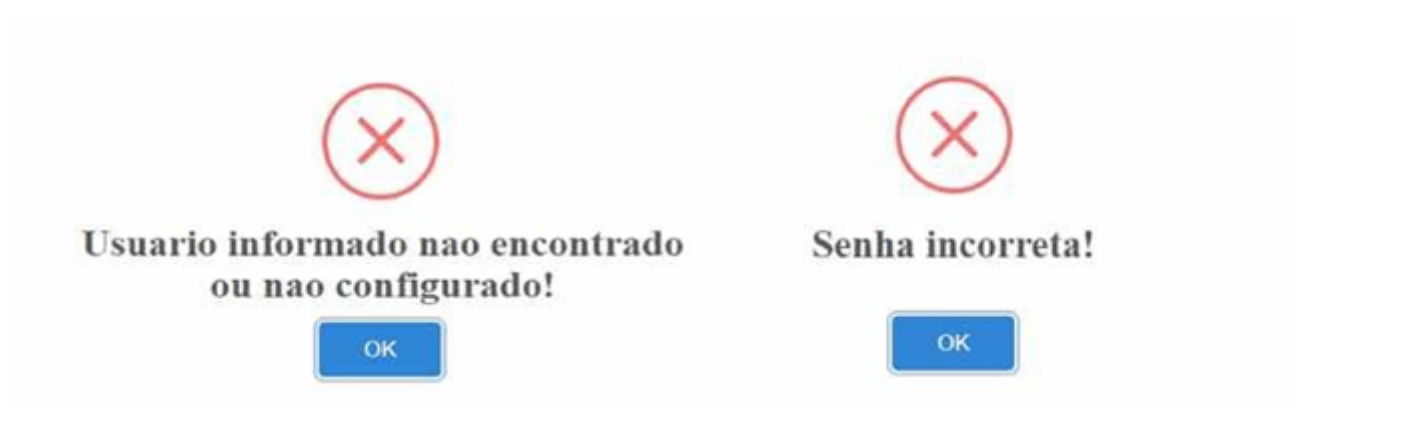 Usuario informado nao encontrado
ou nao configurado!
OK
Senha incorreta!
OK